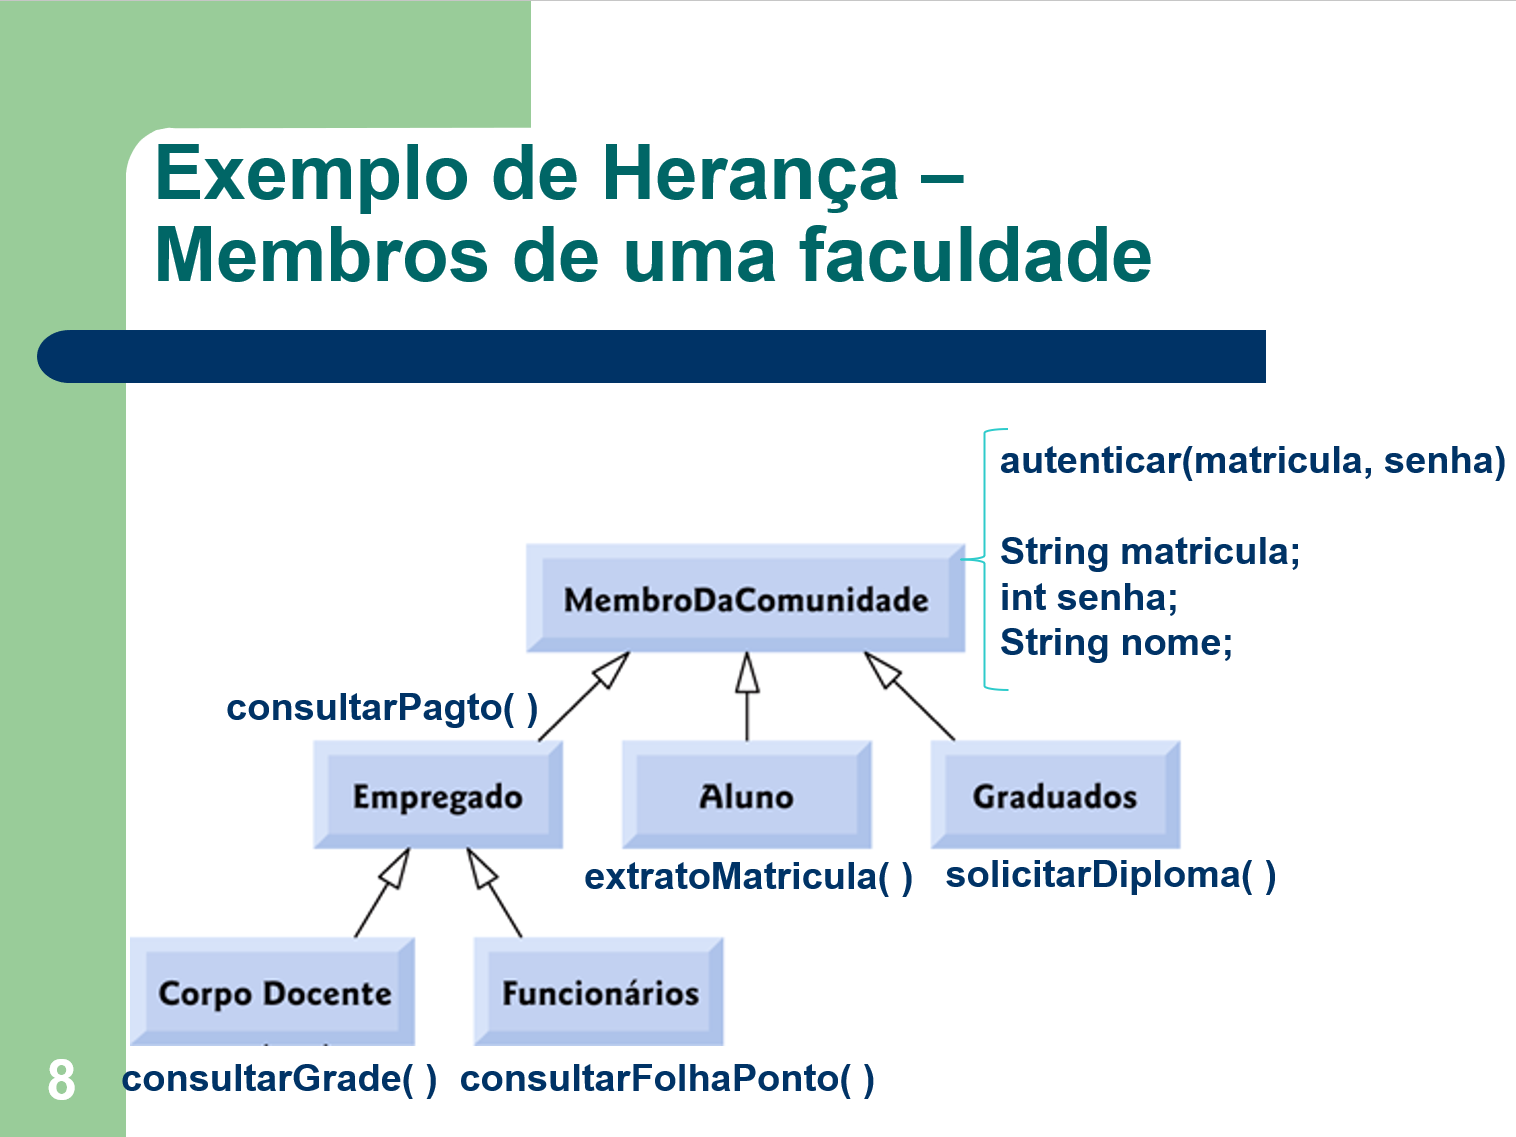 Exemplo de Herança –
Membros de uma faculdade
autenticar(matricula, senha)
String matricula;
int senha;
String nome;
MembroDaComunidade
consultarPagto( )
Empregado
Aluno
Graduados
extratoMatricula( )
solicitarDiploma( )
Corpo Docente
Funcionários
consultarGrade( )
consultarFolhaPonto( )
8